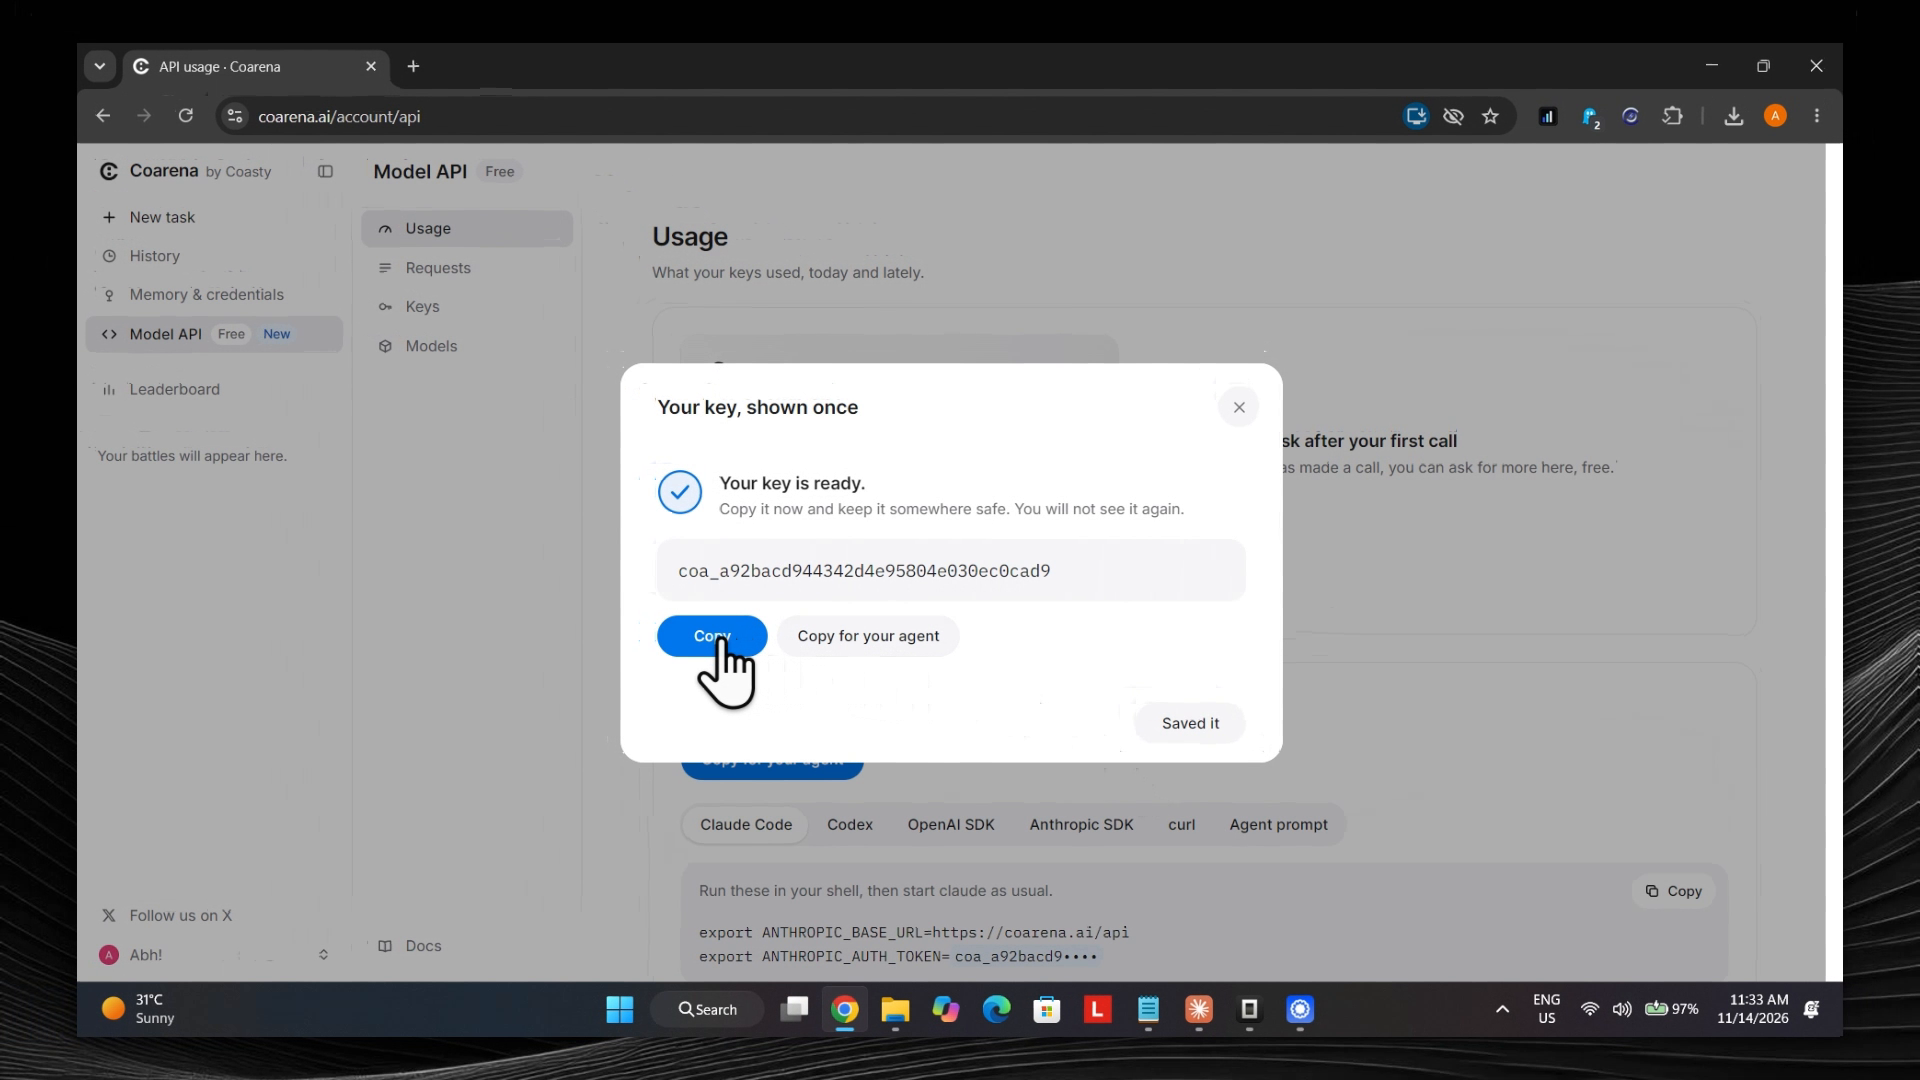 API usage · Coarena
coarena.ai/account/api
2
A
Coarena by Coasty
New task
History
Memory & credentials
Model API Free New
Leaderboard
Your battles will appear here.
Follow us on X
A Abh!
Model API Free
Usage
Requests
Keys
Models
Docs
Usage
What your keys used, today and lately.
sk after your first call
as made a call, you can ask for more here, free.
Your key, shown once
Your key is ready.
Copy it now and keep it somewhere safe. You will not see it again.
coa_a92bacd944342d4e95804e030ec0cad9
Copy
Copy for your agent
Saved it
Copy for your agent
Claude Code Codex OpenAI SDK Anthropic SDK curl Agent prompt
Run these in your shell, then start claude as usual.
Copy
export ANTHROPIC_BASE_URL=https://coarena.ai/api
export ANTHROPIC_AUTH_TOKEN=coa_a92bacd9••••
31°C
Sunny
Search
L
ENG
US
97%
11:33 AM
11/14/2026